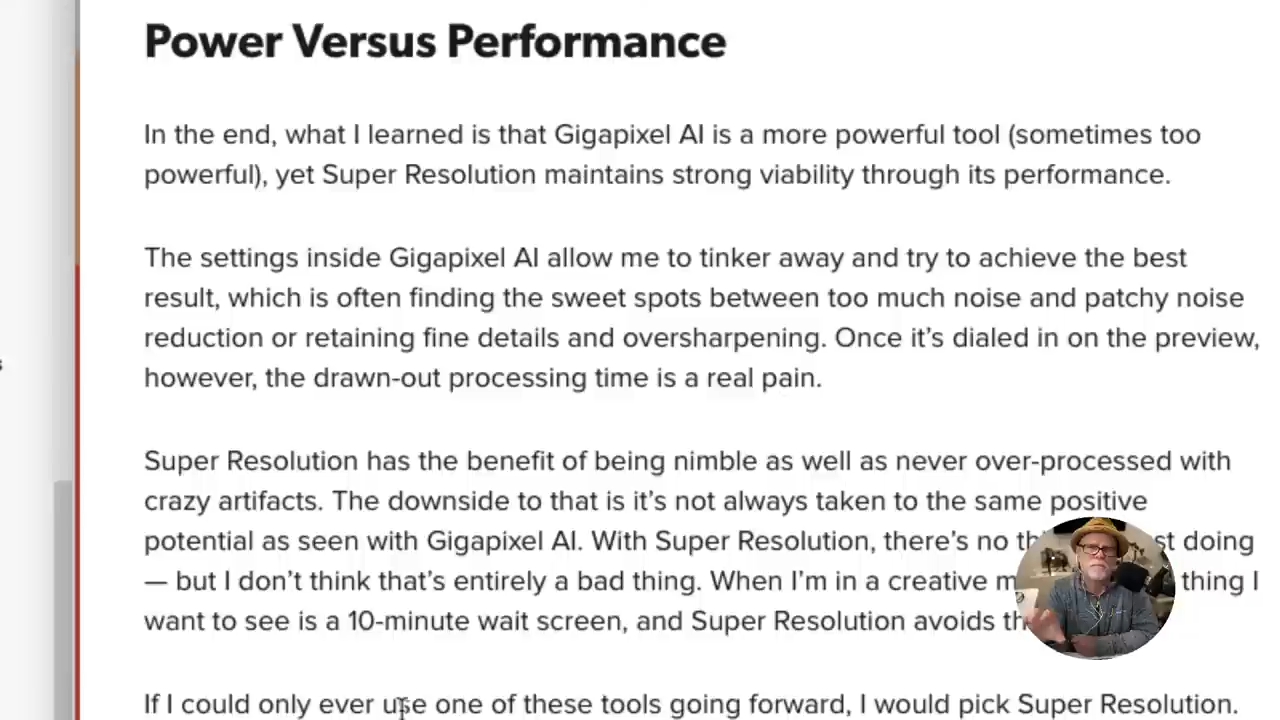 Power Versus Performance
In the end, what I learned is that Gigapixel AI is a more powerful tool (sometimes too
powerful), yet Super Resolution maintains strong viability through its performance.
The settings inside Gigapixel AI allow me to tinker away and try to achieve the best
result, which is often finding the sweet spots between too much noise and patchy noise
reduction or retaining fine details and oversharpening. Once it’s dialed in on the preview,
however, the drawn-out processing time is a real pain.
Super Resolution has the benefit of being nimble as well as never over-processed with
crazy artifacts. The downside to that is it’s not always taken to the same positive
potential as seen with Gigapixel AI. With Super Resolution, there’s no doing
— but I don’t think that’s entirely a bad thing. When I’m in a creative thing I
want to see is a 10-minute wait screen, and Super Resolution avoids
If I could only ever use one of these tools going forward, I would pick Super Resolution.